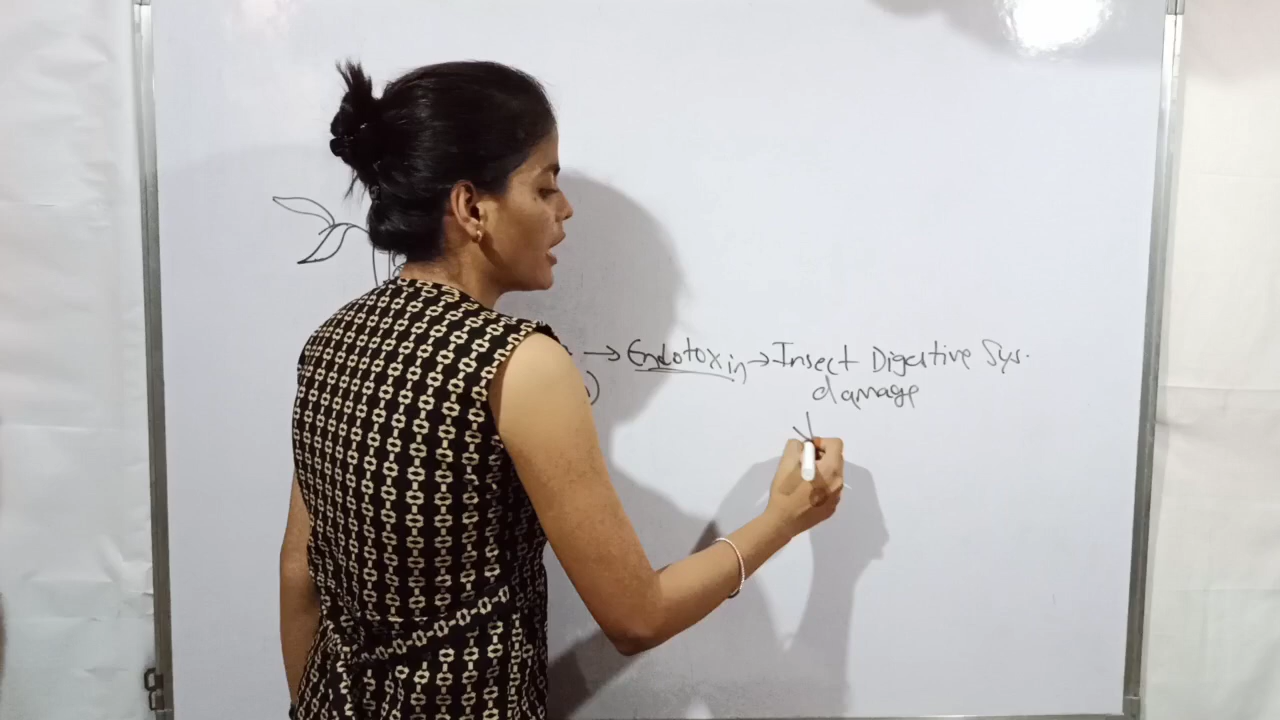 → Endotoxin → Insect Digestive Sys.
damage